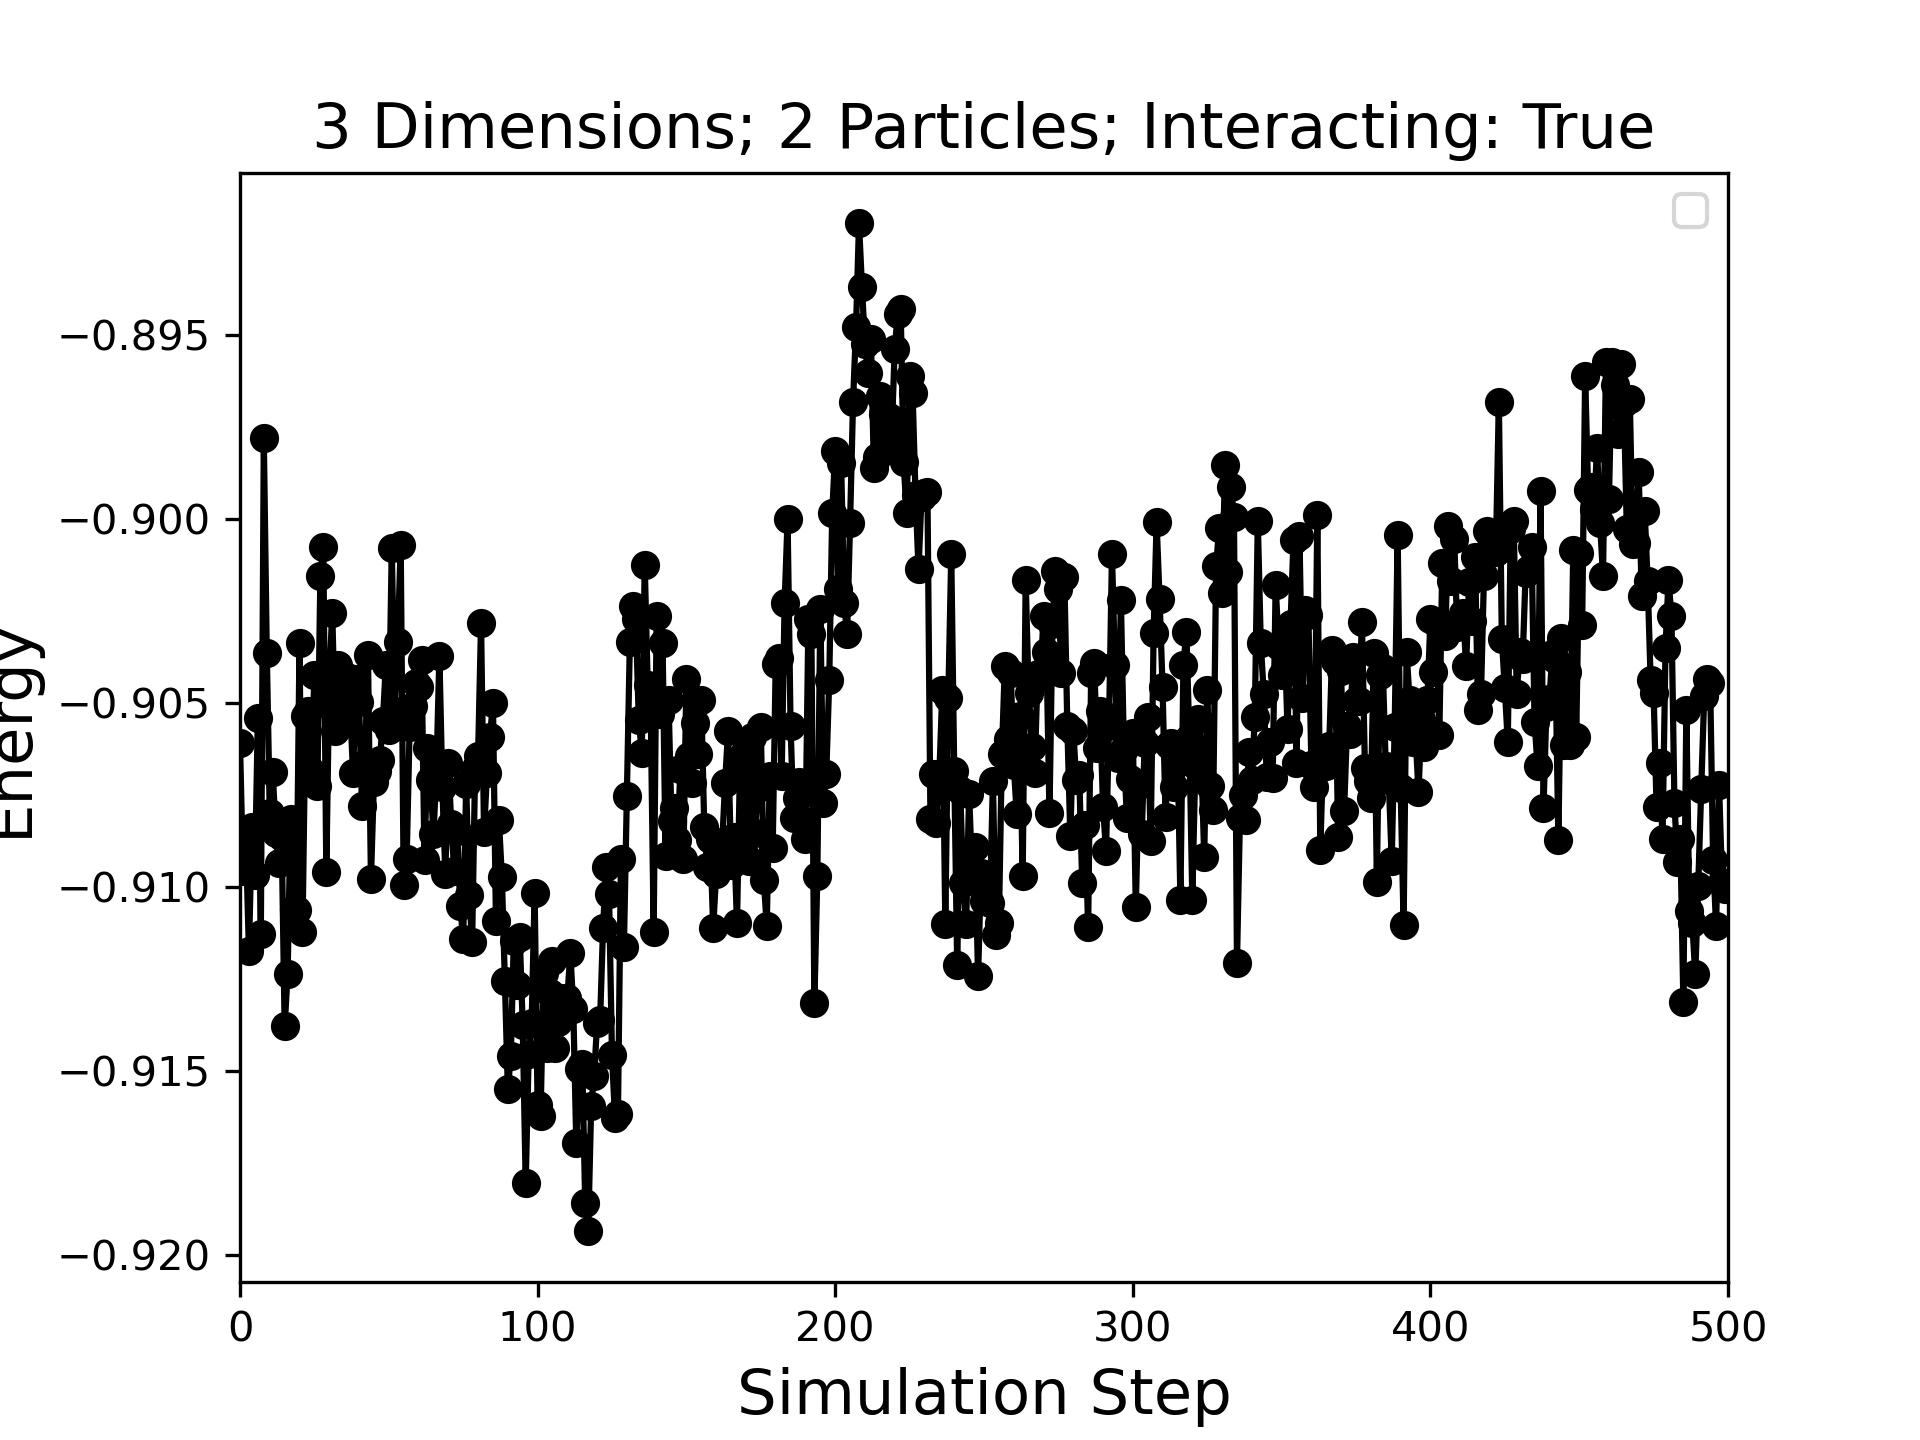 3 Dimensions; 2 Particles; Interacting: True
Energy
−0.895
−0.900
−0.905
−0.910
−0.915
−0.920
0 100 200 300 400 500
Simulation Step